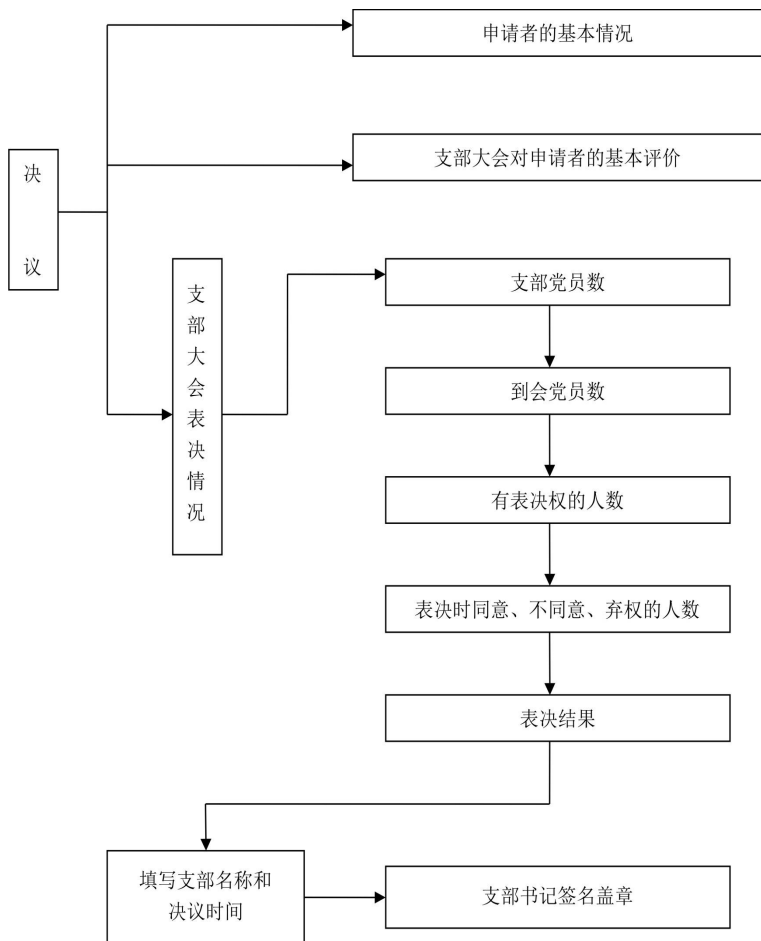 申请者的基本情况
支部大会对申请者的基本评价
决
议
支部大会表决情况
支部党员数
到会党员数
有表决权的人数
表决时同意、不同意、弃权的人数
表决结果
填写支部名称和
决议时间
支部书记签名盖章